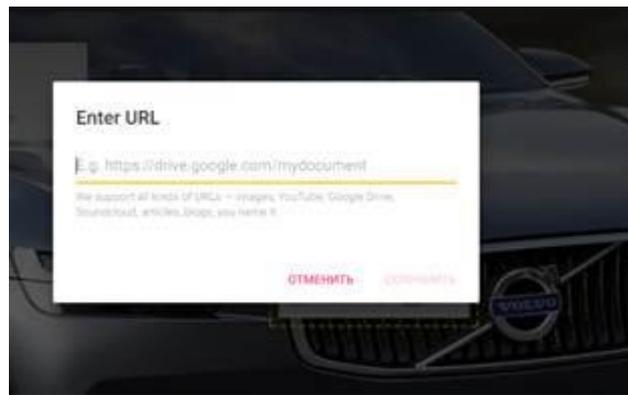 Enter URL
E.g. https://drive.google.com/mydocument
We support all kinds of URLs – images, YouTube, Google Drive,
Soundcloud, articles, blogs, you name it
ОТМЕНИТЬ СОХРАНИТЬ
VOLVO